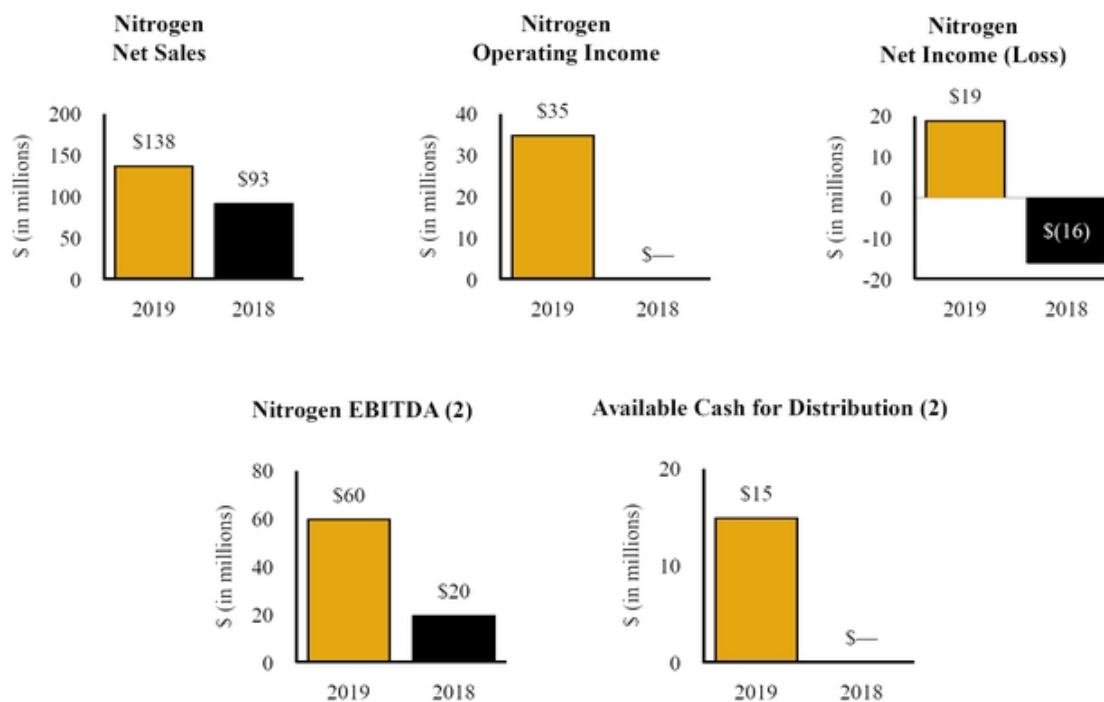 Nitrogen
Net Sales
200
150
100
50
0
$ (in millions)
$138
$93
2019 2018
Nitrogen
Operating Income
40
30
20
10
0
$ (in millions)
$35
$—
2019 2018
Nitrogen
Net Income (Loss)
20
10
0
-10
-20
$ (in millions)
$19
$(16)
2019 2018
Nitrogen EBITDA (2)
80
60
40
20
0
$ (in millions)
$60
$20
2019 2018
Available Cash for Distribution (2)
20
10
0
$ (in millions)
$15
$—
2019 2018